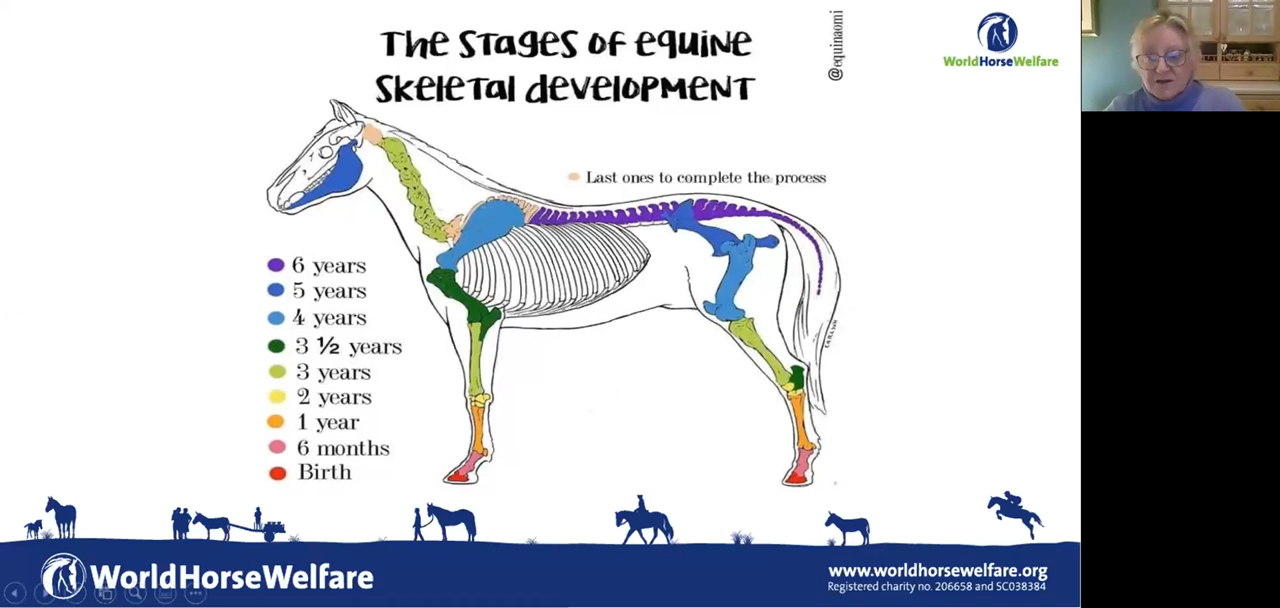 The Stages of equine
Skeletal development
@equinaomi
WorldHorseWelfare
Last ones to complete the process
6 years
5 years
4 years
3 ½ years
3 years
2 years
1 year
6 months
Birth
WorldHorseWelfare
www.worldhorsewelfare.org
Registered charity no. 206658 and SC038384